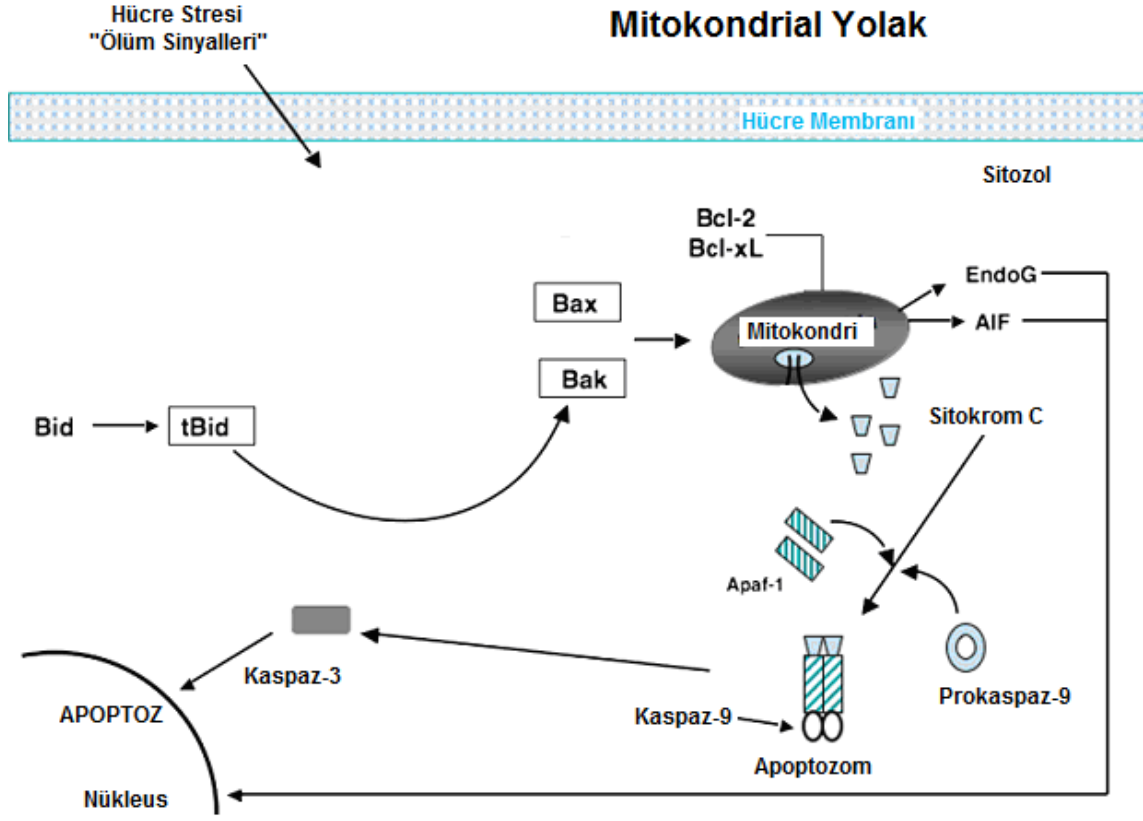 Hücre Stresi
"Ölüm Sinyalleri"
Mitokondrial Yolak
Hücre Membranı
Sitozol
Bcl-2
Bcl-xL
EndoG
Bax
Mitokondri
AIF
Bak
Sitokrom C
Bid
tBid
Apaf-1
Kaspaz-3
Prokaspaz-9
APOPTOZ
Kaspaz-9
Apoptozom
Nükleus